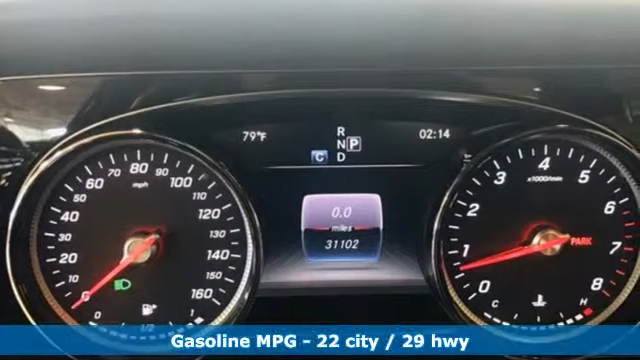 79°F
R
N P
C D
02:14
0.0
miles
31102
0 10 20 30 40 50 60 70 80 90 100 110 120 130 140 150 160
mph
0 1/2 1
0 1 2 3 4 5 6 7 8
x1000/min
PARK
C H
Gasoline MPG - 22 city / 29 hwy